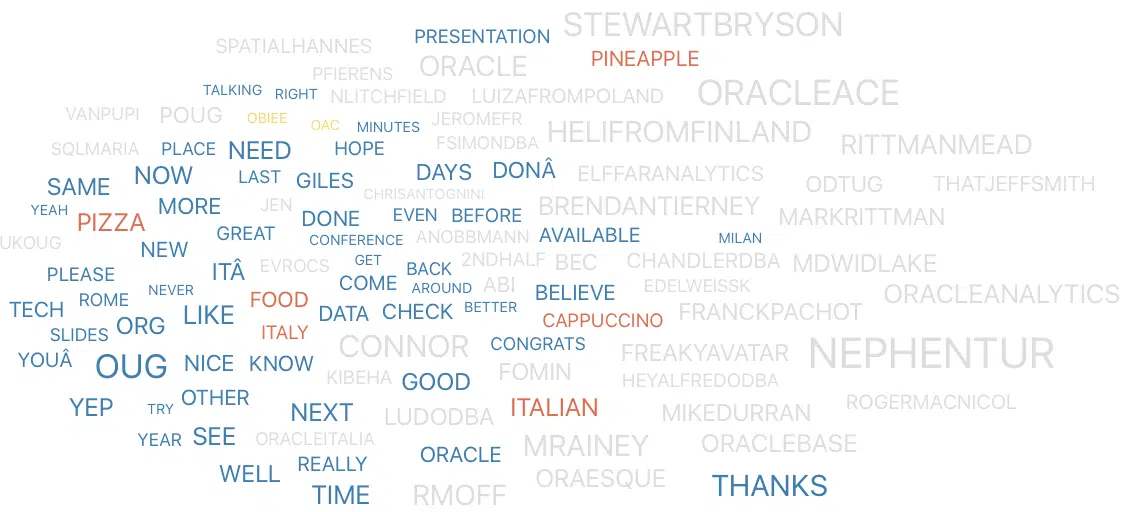 STEWARTBRYSON
PRESENTATION
SPATIALHANNES
PINEAPPLE
ORACLE
PFIERENS
TALKING
RIGHT
NLITCHFIELD
LUIZAFROMPOLAND
ORACLEACE
VANPUPI
POUG
OBIEE
OAC
MINUTES
JEROMEFR
HELIFROMFINLAND
RITTMANMEAD
SQLMARIA
PLACE
NEED
HOPE
FSIMONDBA
SAME
NOW
LAST
GILES
DAYS
DONÂ
ELFFARANALYTICS
ODTUG
THATJEFFSMITH
CHRISANTOGNINI
YEAH
PIZZA
MORE
JEN
DONE
EVEN
BEFORE
BRENDANTIERNEY
MARKRITTMAN
UKOUG
NEW
GREAT
CONFERENCE
ANOBBMANN
AVAILABLE
MILAN
PLEASE
ITÂ
EVROCS
GET
BACK
2NDHALF
BEC
CHANDLERDBA
MDWIDLAKE
TECH
ROME
NEVER
FOOD
COME
AROUND
ABI
BELIEVE
EDELWEISSK
ORACLEANALYTICS
SLIDES
ORG
LIKE
ITALY
DATA
CHECK
BETTER
CAPPUCCINO
FRANCKPACHOT
YOUÂ
OUG
NICE
KNOW
CONNOR
CONGRATS
FREAKYAVATAR
NEPHENTUR
KIBEHA
GOOD
FOMIN
HEYALFREDODBA
YEP
TRY
OTHER
NEXT
LUDODBA
ITALIAN
MIKEDURRAN
ROGERMACNICOL
YEAR
SEE
ORACLEITALIA
MRAINEY
ORACLEBASE
WELL
REALLY
ORACLE
ORAESQUE
TIME
RMOFF
THANKS